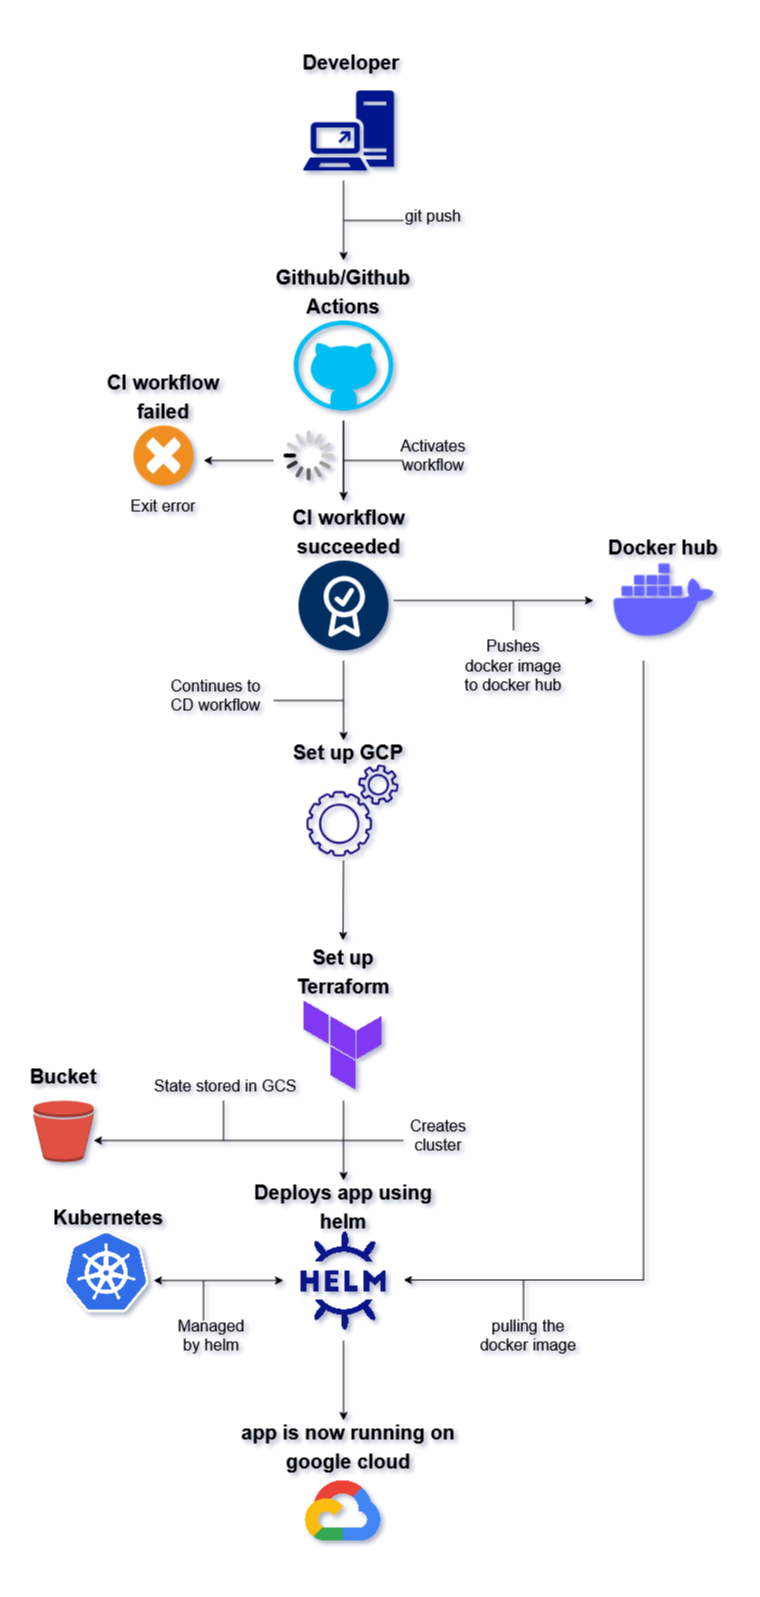 Developer
git push
Github/Github
Actions
CI workflow
failed
Exit error
Activates
workflow
CI workflow
succeeded
Docker hub
Pushes
docker image
to docker hub
Continues to
CD workflow
Set up GCP
Set up
Terraform
Bucket
State stored in GCS
Creates
cluster
Deploys app using
helm
Kubernetes
HELM
Managed
by helm
pulling the
docker image
app is now running on
google cloud